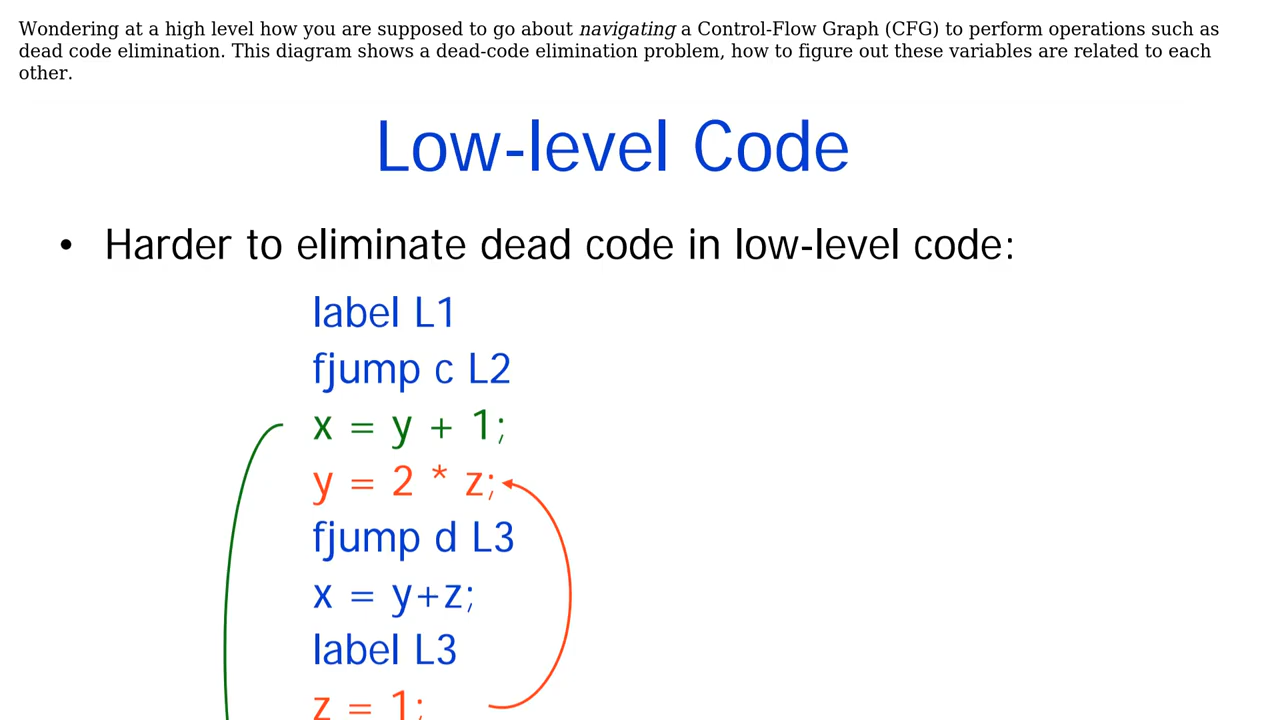 Wondering at a high level how you are supposed to go about navigating a Control-Flow Graph (CFG) to perform operations such as
dead code elimination. This diagram shows a dead-code elimination problem, how to figure out these variables are related to each
other.
Low-level Code
• Harder to eliminate dead code in low-level code:
label L1
fjump c L2
x = y + 1;
y = 2 * z;
fjump d L3
x = y+z;
label L3
z = 1;